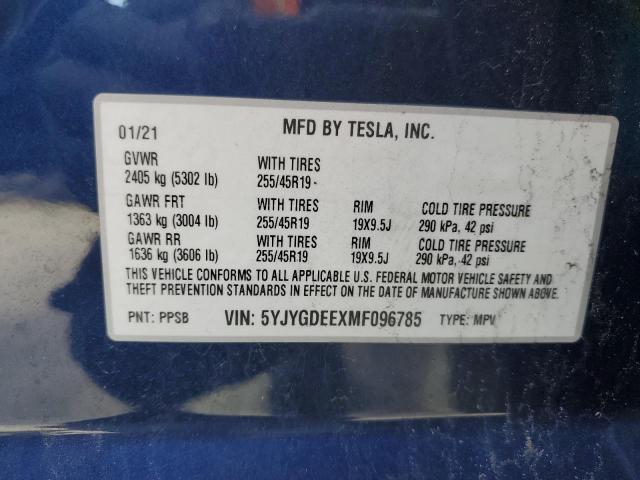 01/21 MFD BY TESLA, INC.
GVWR WITH TIRES
2405 kg (5302 lb) 255/45R19 -
GAWR FRT WITH TIRES RIM COLD TIRE PRESSURE
1363 kg (3004 lb) 255/45R19 19X9.5J 290 kPa, 42 psi
GAWR RR WITH TIRES RIM COLD TIRE PRESSURE
1636 kg (3606 lb) 255/45R19 19X9.5J 290 kPa, 42 psi
THIS VEHICLE CONFORMS TO ALL APPLICABLE U.S. FEDERAL MOTOR VEHICLE SAFETY AND
THEFT PREVENTION STANDARDS IN EFFECT ON THE DATE OF MANUFACTURE SHOWN ABOVE.
PNT: PPSB VIN: 5YJYGDEEXMF096785 TYPE: MPV